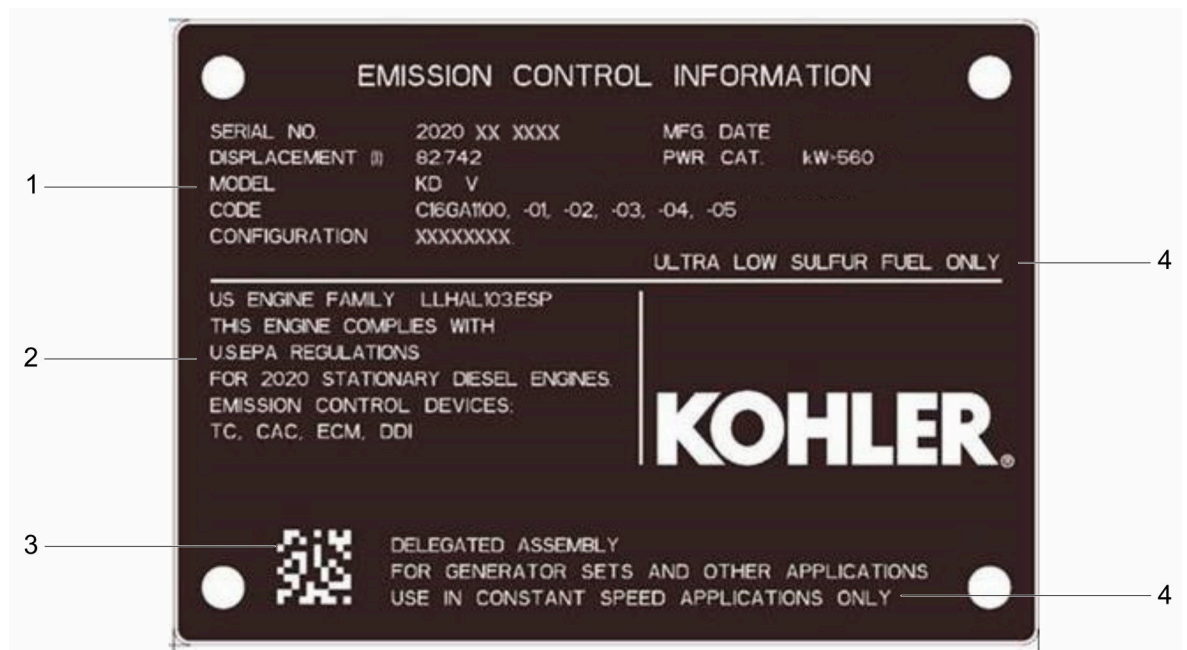 EMISSION CONTROL INFORMATION
SERIAL NO. 2020 XX XXXX MFG. DATE
DISPLACEMENT (l) 82.742 PWR. CAT. kW>560
1
MODEL KD V
CODE C16GA1100, -01, -02, -03, -04, -05
CONFIGURATION XXXXXXXX
ULTRA LOW SULFUR FUEL ONLY 4
US ENGINE FAMILY LLHAL103.ESP
THIS ENGINE COMPLIES WITH
2
U.S.EPA REGULATIONS
FOR 2020 STATIONARY DIESEL ENGINES.
EMISSION CONTROL DEVICES:
TC, CAC, ECM, DDI
KOHLER®
3
DELEGATED ASSEMBLY
FOR GENERATOR SETS AND OTHER APPLICATIONS
USE IN CONSTANT SPEED APPLICATIONS ONLY 4